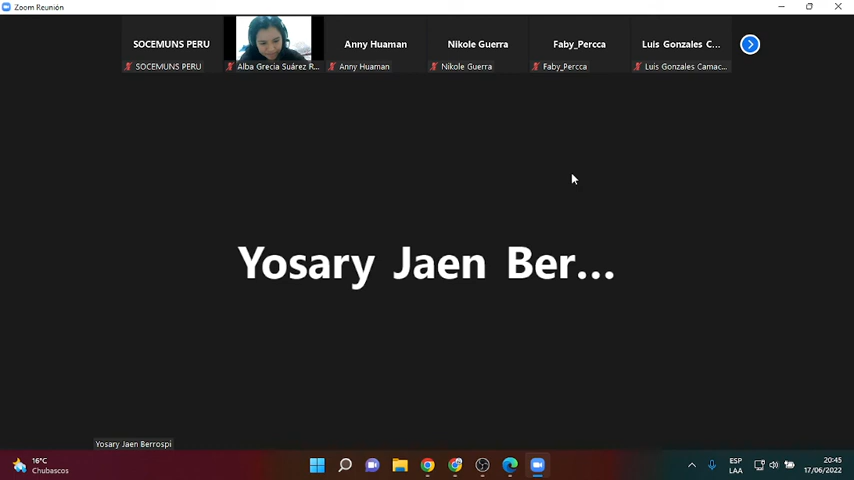 Zoom Reunión
SOCEMUNS PERU
Anny Huaman
Nikole Guerra
Faby_Percca
Luis Gonzales C...
SOCEMUNS PERU
Alba Grecia Suárez R...
Anny Huaman
Nikole Guerra
Faby_Percca
Luis Gonzales Camac...
Yosary Jaen Ber...
Yosary Jaen Berrospi
16°C
Chubascos
ESP
LAA
20:45
17/06/2022